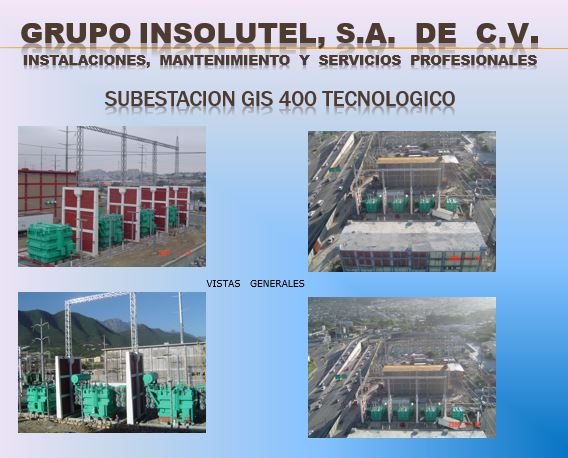 GRUPO INSOLUTEL, S.A. DE C.V.
INSTALACIONES, MANTENIMIENTO Y SERVICIOS PROFESIONALES
SUBESTACION GIS 400 TECNOLOGICO
VISTAS GENERALES